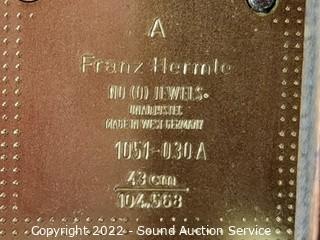 A
Franz Hermle
NO (0) JEWELS.
UNADJUSTED
MADE IN WEST GERMANY
1051-030A
43 cm
104.568
Copyright 2022 - Sound Auction Service